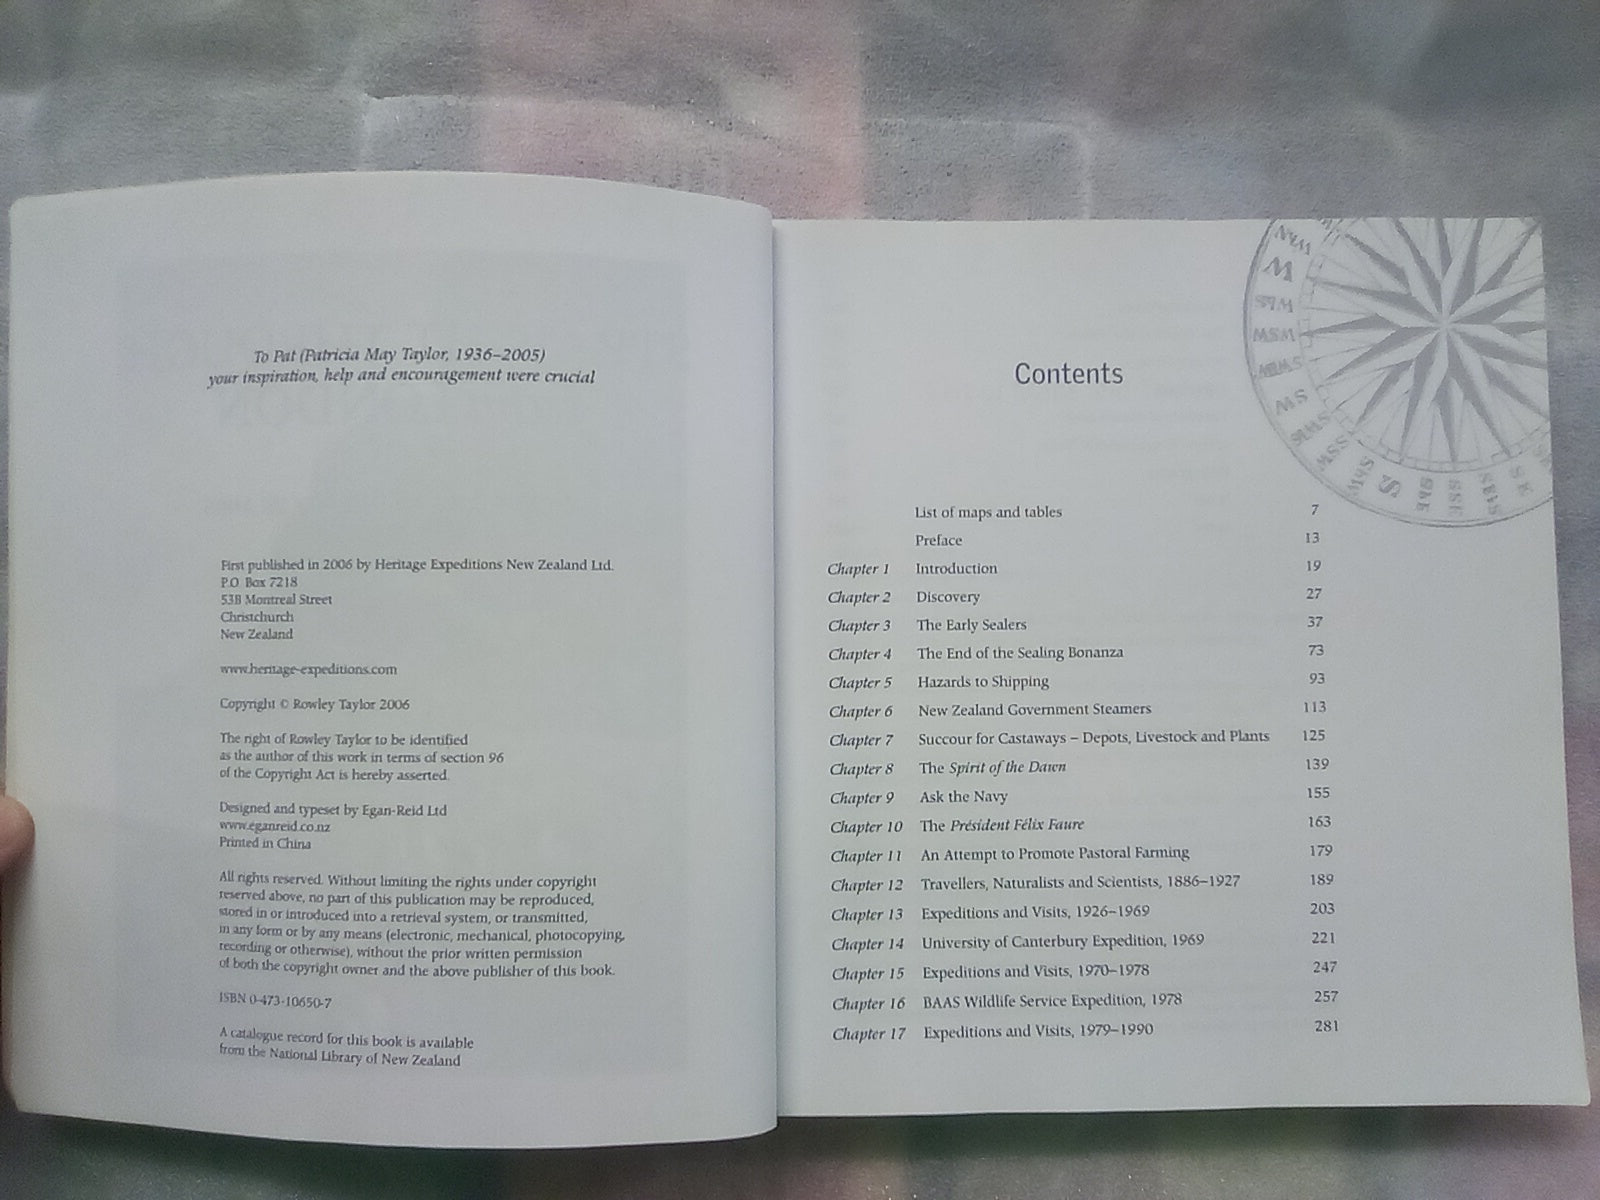 To Pat (Patricia May Taylor, 1936–2005)
your inspiration, help and encouragement were crucial
First published in 2006 by Heritage Expeditions New Zealand Ltd.
P.O. Box 7218
53B Montreal Street
Christchurch
New Zealand
www.heritage-expeditions.com
Copyright © Rowley Taylor 2006
The right of Rowley Taylor to be identified
as the author of this work in terms of section 96
of the Copyright Act is hereby asserted.
Designed and typeset by Egan-Reid Ltd
www.eganreid.co.nz
Printed in China
All rights reserved. Without limiting the rights under copyright
reserved above, no part of this publication may be reproduced,
stored in or introduced into a retrieval system, or transmitted,
in any form or by any means (electronic, mechanical, photocopying,
recording or otherwise), without the prior written permission
of both the copyright owner and the above publisher of this book.
ISBN 0-473-10650-7
A catalogue record for this book is available
from the National Library of New Zealand
Contents
List of maps and tables 7
Preface 13
Chapter 1 Introduction 19
Chapter 2 Discovery 27
Chapter 3 The Early Sealers 37
Chapter 4 The End of the Sealing Bonanza 73
Chapter 5 Hazards to Shipping 93
Chapter 6 New Zealand Government Steamers 113
Chapter 7 Succour for Castaways – Depots, Livestock and Plants 125
Chapter 8 The Spirit of the Dawn 139
Chapter 9 Ask the Navy 155
Chapter 10 The Président Félix Faure 163
Chapter 11 An Attempt to Promote Pastoral Farming 179
Chapter 12 Travellers, Naturalists and Scientists, 1886–1927 189
Chapter 13 Expeditions and Visits, 1926–1969 203
Chapter 14 University of Canterbury Expedition, 1969 221
Chapter 15 Expeditions and Visits, 1970–1978 247
Chapter 16 BAAS Wildlife Service Expedition, 1978 257
Chapter 17 Expeditions and Visits, 1979–1990 281
W
WSW
SW
SSW
S
SbE
SSE
SE